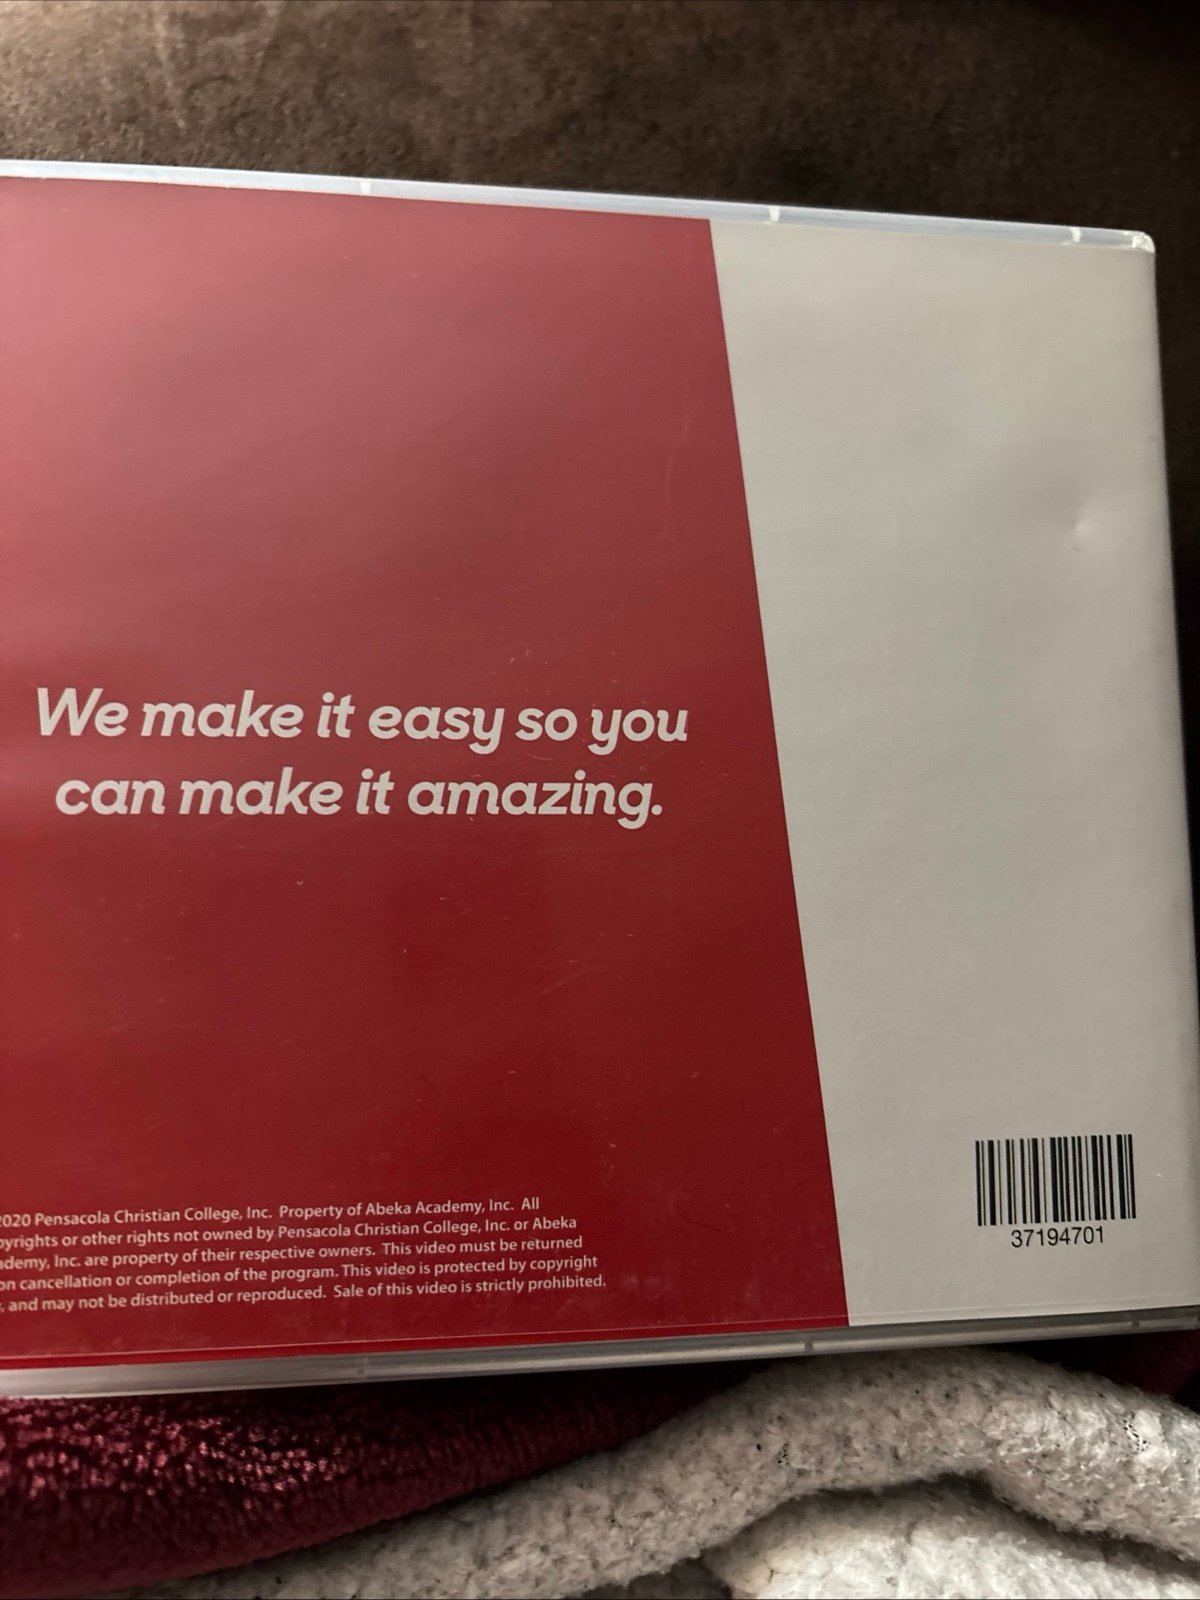 We make it easy so you
can make it amazing.
2020 Pensacola Christian College, Inc. Property of Abeka Academy, Inc. All
pyrights or other rights not owned by Pensacola Christian College, Inc. or Abeka
ademy, Inc. are property of their respective owners. This video must be returned
on cancellation or completion of the program. This video is protected by copyright
, and may not be distributed or reproduced. Sale of this video is strictly prohibited.
37194701